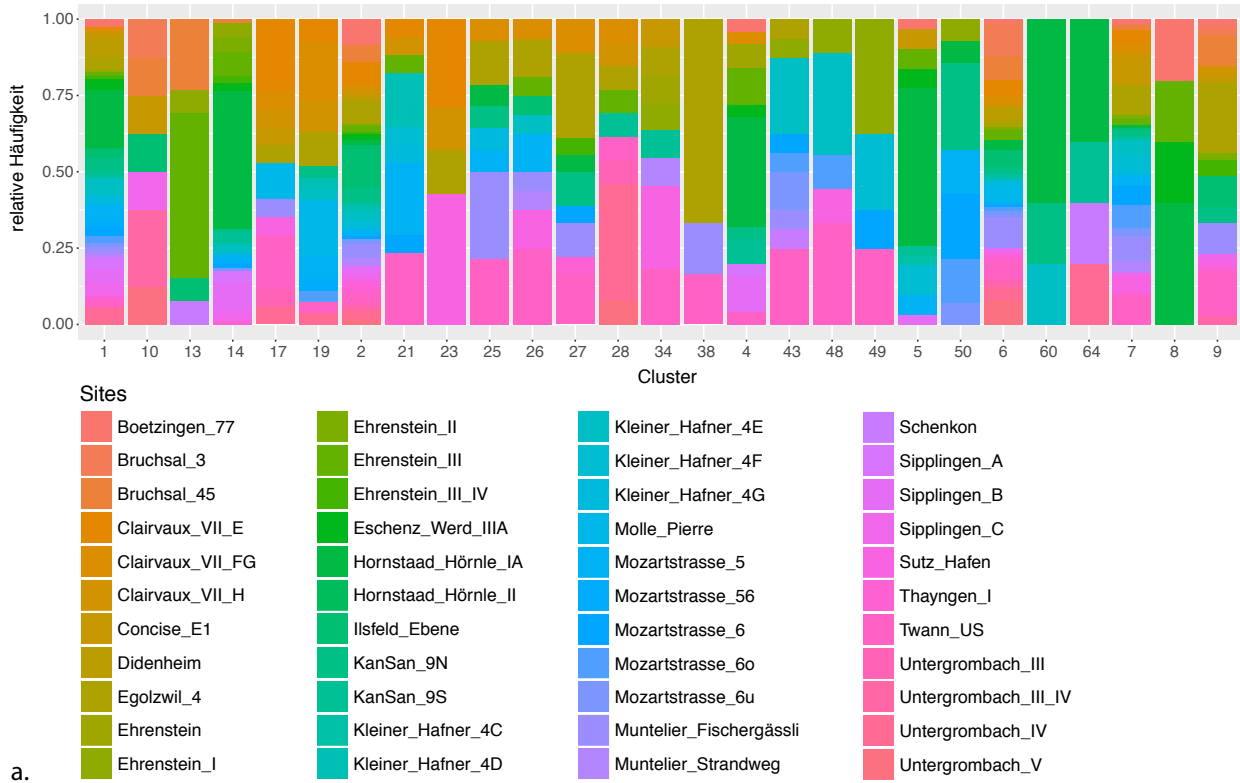 1.00
0.75
0.50
0.25
0.00
relative Häufigkeit
1 10 13 14 17 19 2 21 23 25 26 27 28 34 38 4 43 48 49 5 50 6 60 64 7 8 9
Cluster
Sites
Boetzingen_77 Ehrenstein_II Kleiner_Hafner_4E Schenkon
Bruchsal_3 Ehrenstein_III Kleiner_Hafner_4F Sipplingen_A
Bruchsal_45 Ehrenstein_III_IV Kleiner_Hafner_4G Sipplingen_B
Clairvaux_VII_E Eschenz_Werd_IIIA Molle_Pierre Sipplingen_C
Clairvaux_VII_FG Hornstaad_Hörnle_IA Mozartstrasse_5 Sutz_Hafen
Clairvaux_VII_H Hornstaad_Hörnle_II Mozartstrasse_56 Thayngen_I
Concise_E1 Ilsfeld_Ebene Mozartstrasse_6 Twann_US
Didenheim KanSan_9N Mozartstrasse_6o Untergrombach_III
Egolzwil_4 KanSan_9S Mozartstrasse_6u Untergrombach_III_IV
Ehrenstein Kleiner_Hafner_4C Muntelier_Fischergässli Untergrombach_IV
Ehrenstein_I Kleiner_Hafner_4D Muntelier_Strandweg Untergrombach_V
a.